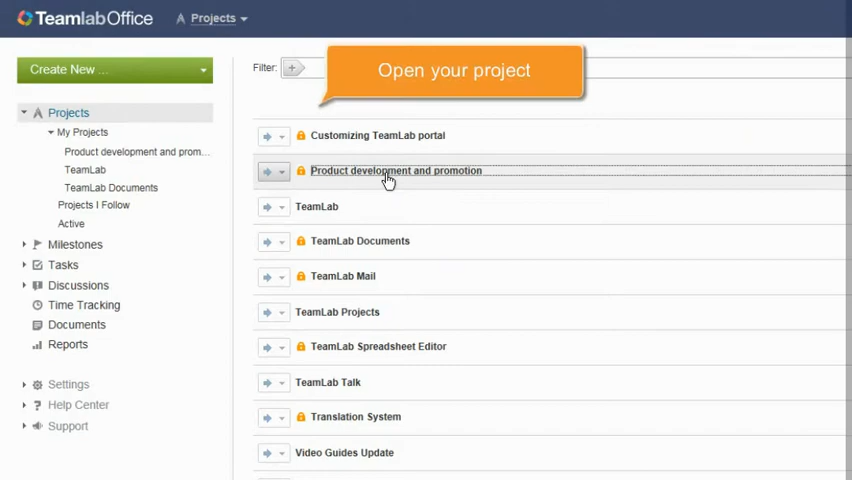 TeamlabOffice Projects
Create New ...
Filter:
Open your project
Projects
My Projects
Product development and prom...
TeamLab
TeamLab Documents
Projects I Follow
Active
Milestones
Tasks
Discussions
Time Tracking
Documents
Reports
Settings
Help Center
Support
Customizing TeamLab portal
Product development and promotion
TeamLab
TeamLab Documents
TeamLab Mail
TeamLab Projects
TeamLab Spreadsheet Editor
TeamLab Talk
Translation System
Video Guides Update